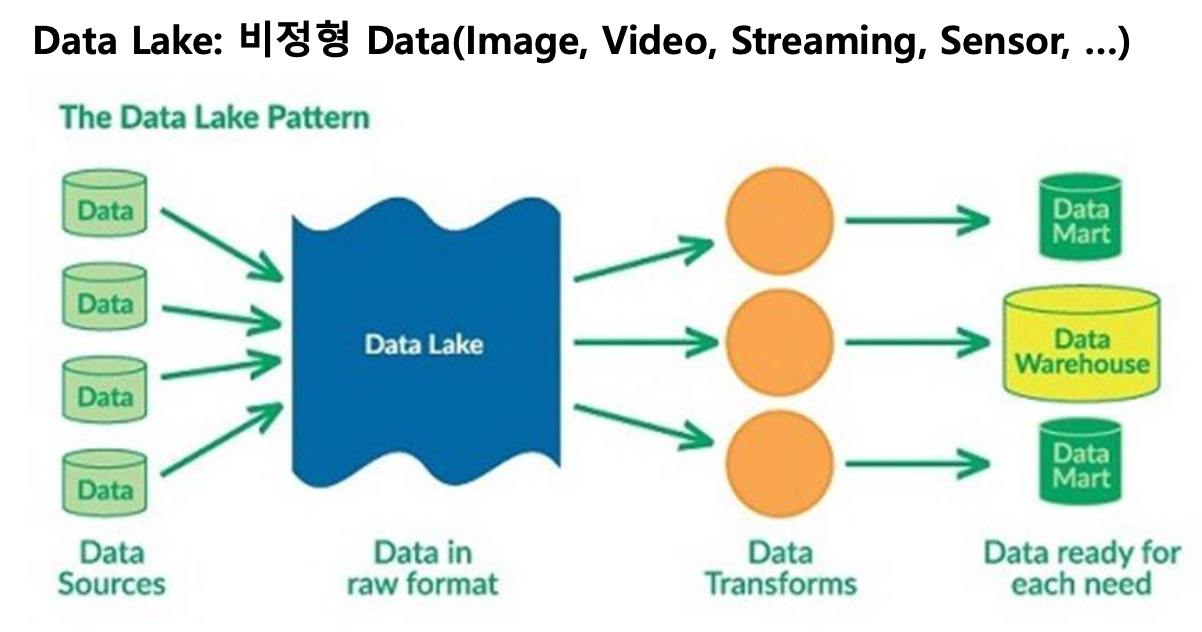 Data Lake: 비정형 Data(Image, Video, Streaming, Sensor, ...)
The Data Lake Pattern
Data
Data
Data
Data
Data Lake
Data
Mart
Data
Warehouse
Data
Mart
Data
Sources
Data in
raw format
Data
Transforms
Data ready for
each need